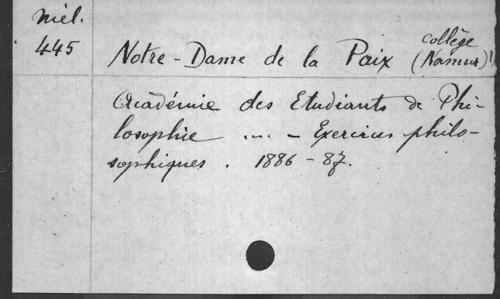 Mél.
445
collège
Notre-Dame de la Paix (Namur)
Académie des Etudiants de Phi-
losophie ... - Exercices philo-
sophiques. 1886-87.